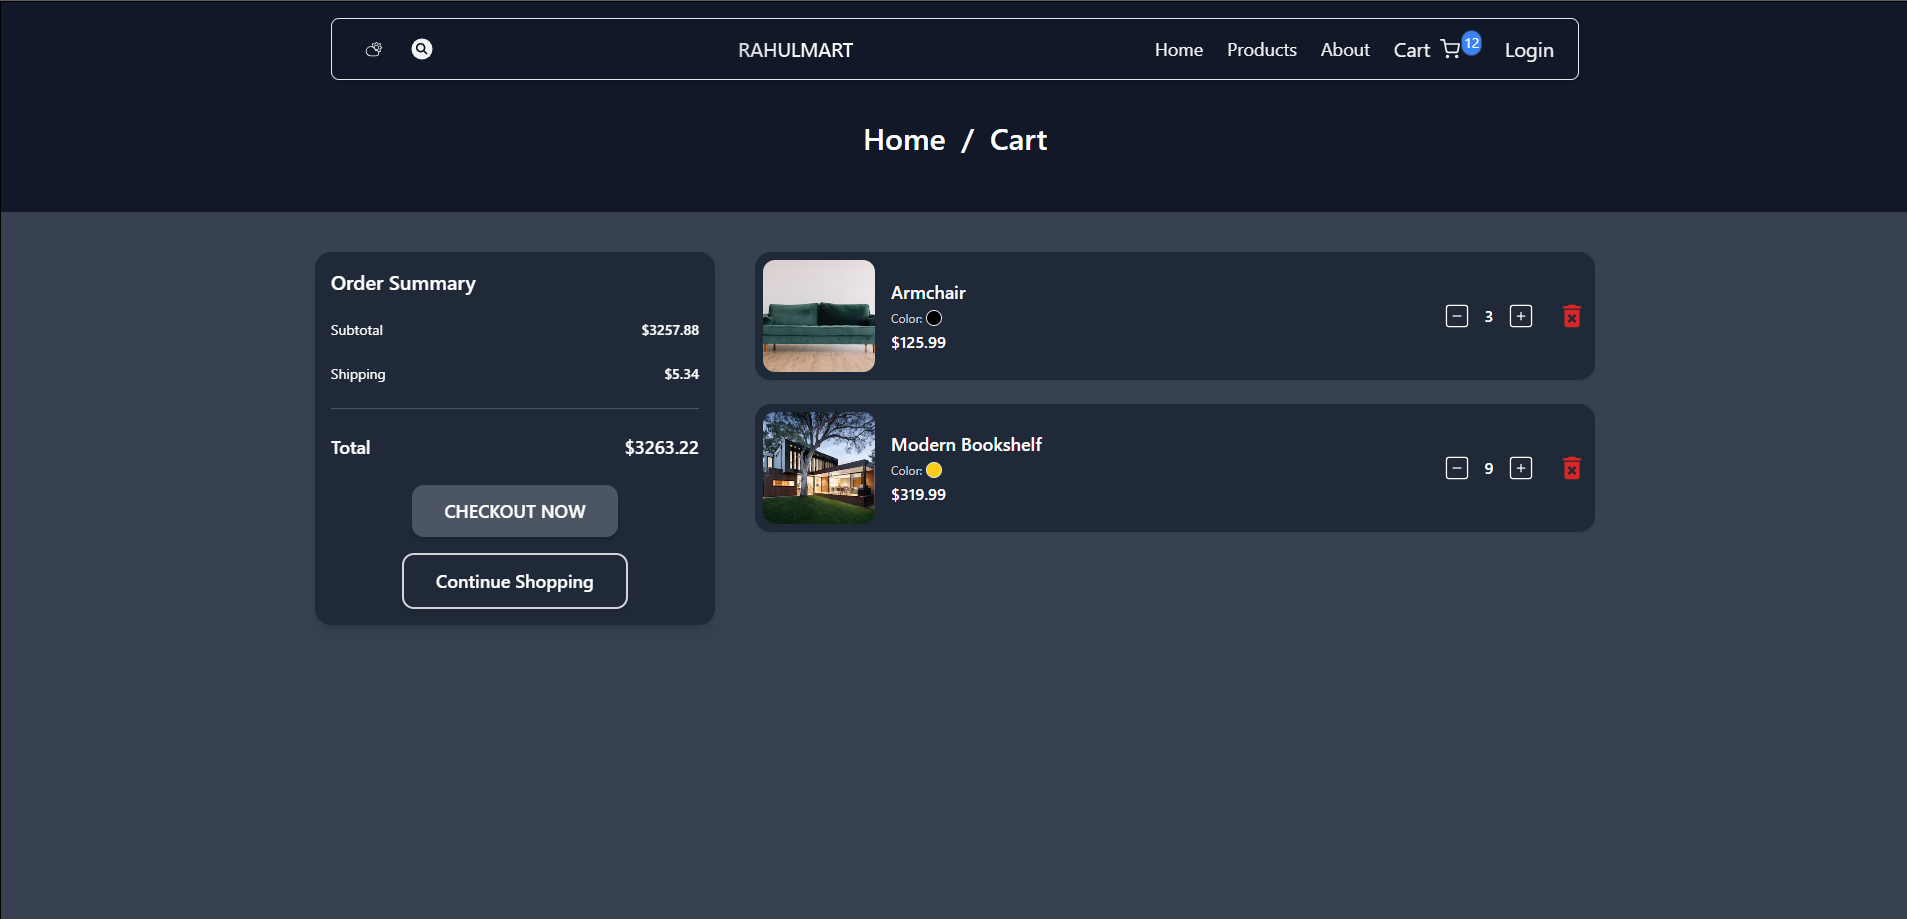 RAHULMART
Home Products About Cart 12 Login
Home / Cart
Order Summary
Subtotal $3257.88
Shipping $5.34
Total $3263.22
CHECKOUT NOW
Continue Shopping
Armchair
Color:
$125.99
3
Modern Bookshelf
Color:
$319.99
9